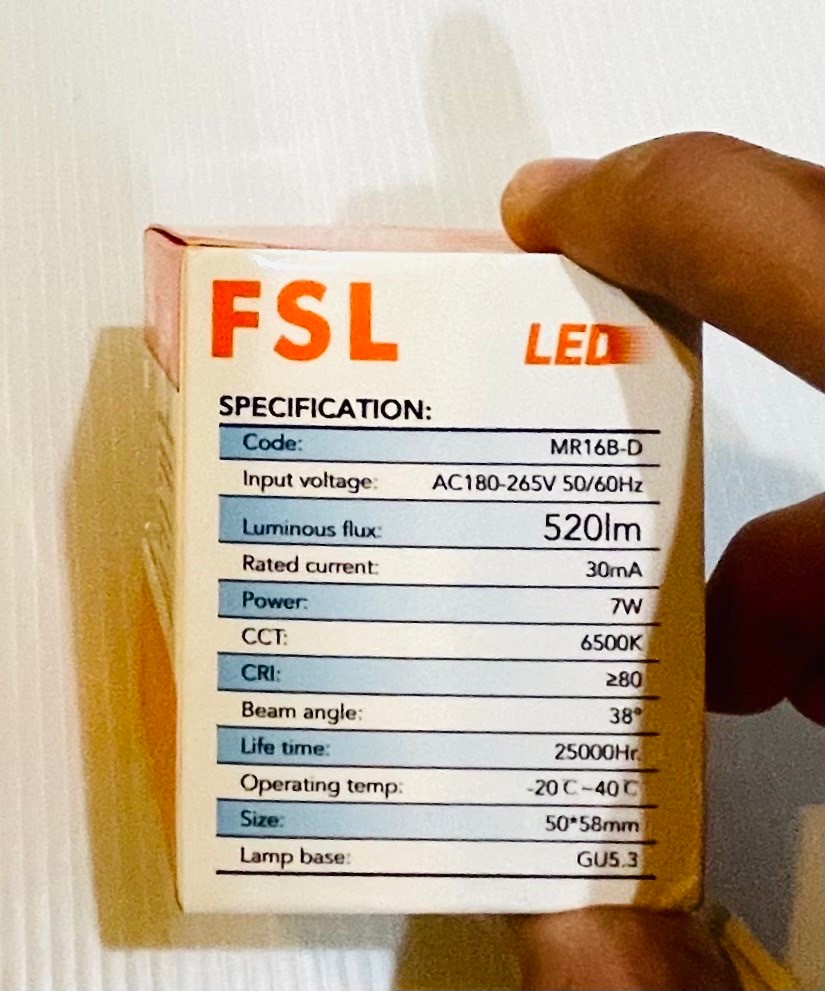 FSL
LED
SPECIFICATION:
Code: MR16B-D
Input voltage: AC180-265V 50/60Hz
Luminous flux: 520lm
Rated current: 30mA
Power: 7W
CCT: 6500K
CRI: ≥80
Beam angle: 38°
Life time: 25000Hr.
Operating temp: -20℃~40℃
Size: 50*58mm
Lamp base: GU5.3